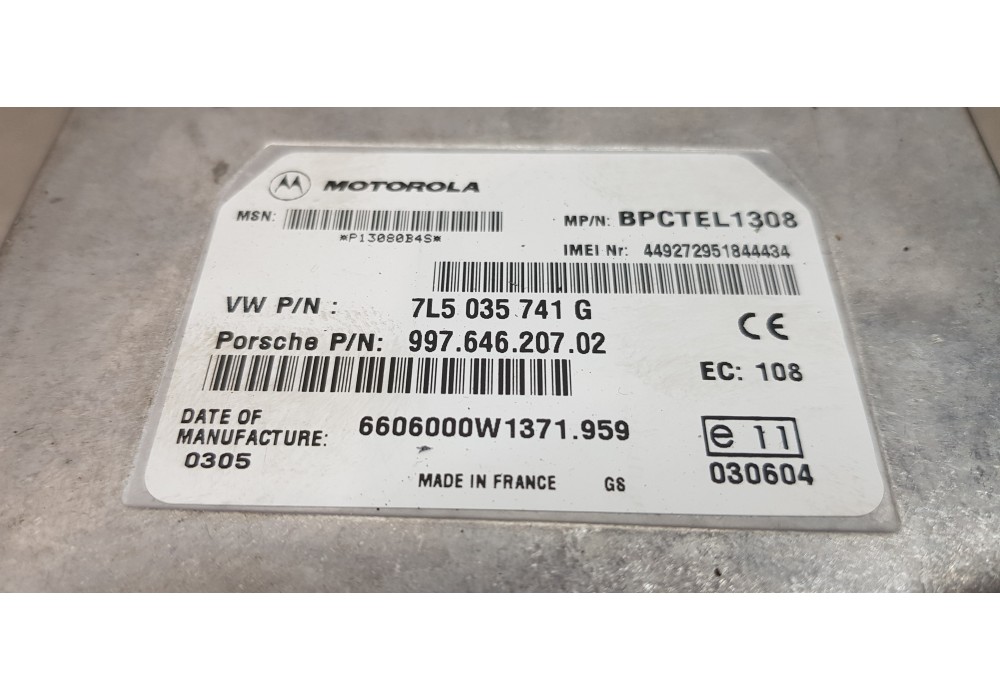 MOTOROLA
MSN:
*P13080B4S*
MP/N: BPCTEL1308
IMEI Nr: 449272951844434
VW P/N : 7L5 035 741 G
Porsche P/N: 997.646.207.02
CE
EC: 108
DATE OF
MANUFACTURE:
0305
6606000W1371.959
e 11
030604
MADE IN FRANCE GS